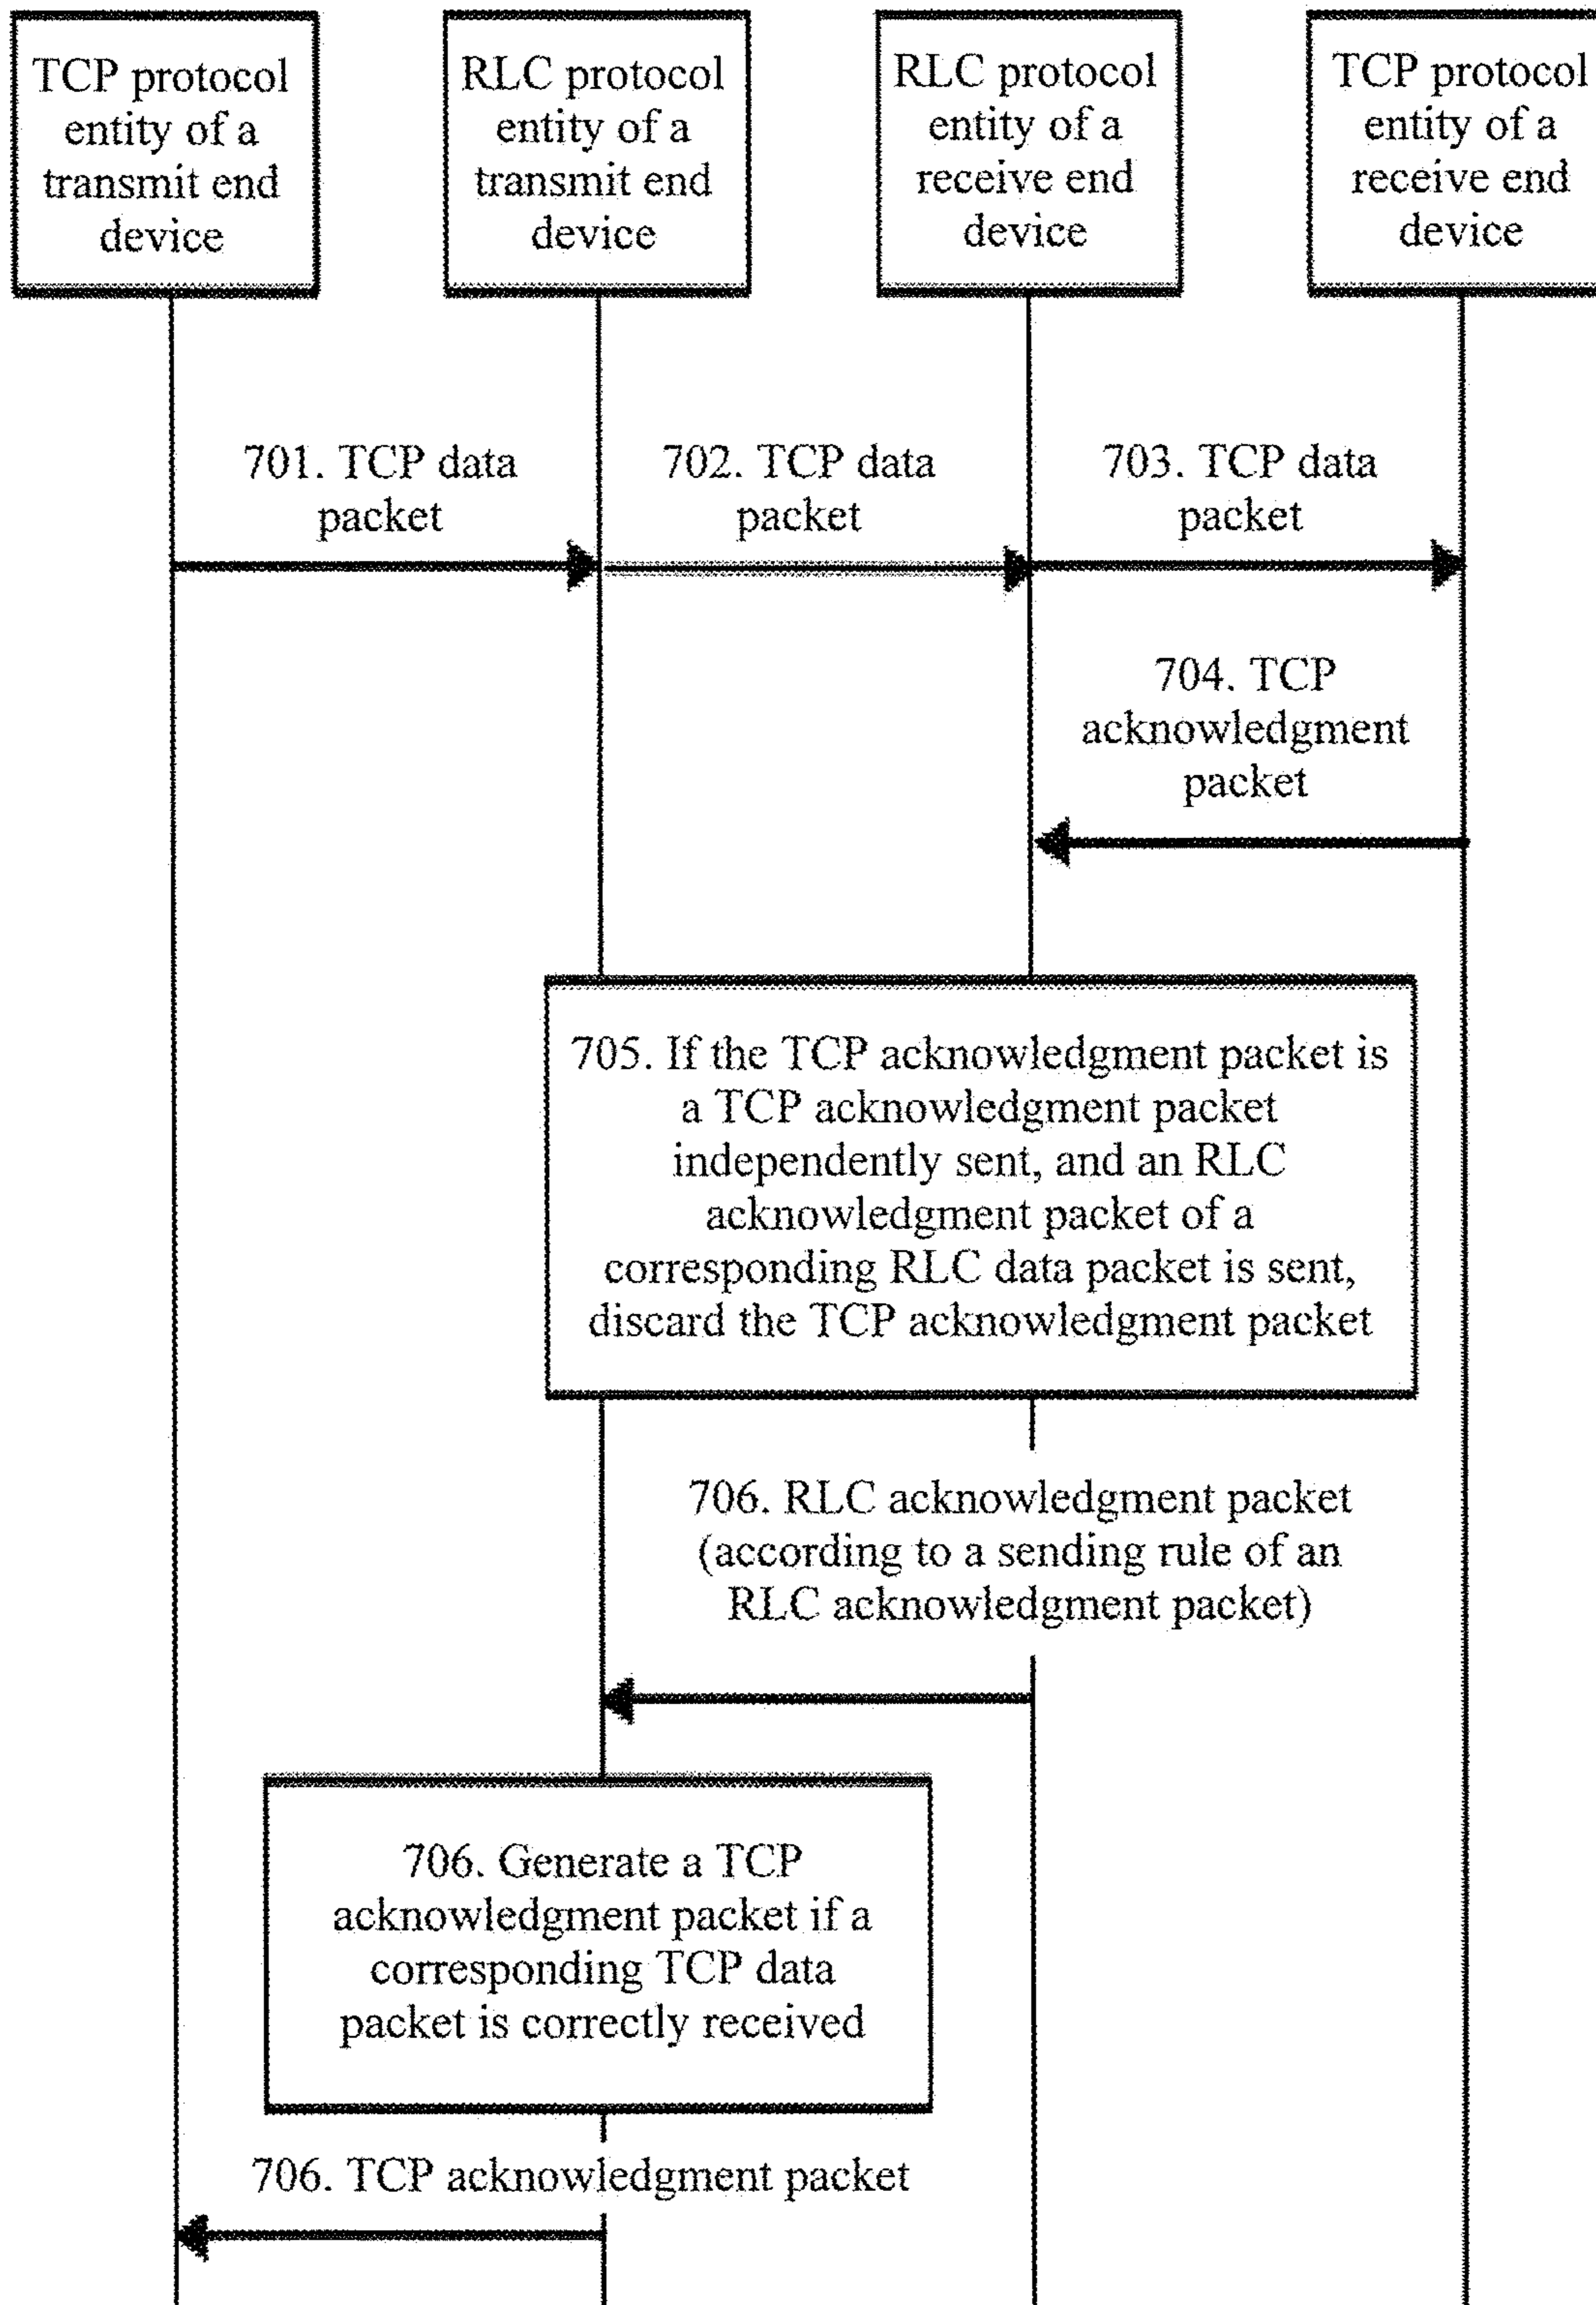 TCP protocol
entity of a
transmit end
device
RLC protocol
entity of a
transmit end
device
RLC protocol
entity of a
receive end
device
TCP protocol
entity of a
receive end
device
701. TCP data
packet
702. TCP data
packet
703. TCP data
packet
704. TCP
acknowledgment
packet
705. If the TCP acknowledgment packet is
a TCP acknowledgment packet
independently sent, and an RLC
acknowledgment packet of a
corresponding RLC data packet is sent,
discard the TCP acknowledgment packet
706. RLC acknowledgment packet
(according to a sending rule of an
RLC acknowledgment packet)
706. Generate a TCP
acknowledgment packet if a
corresponding TCP data
packet is correctly received
706. TCP acknowledgment packet